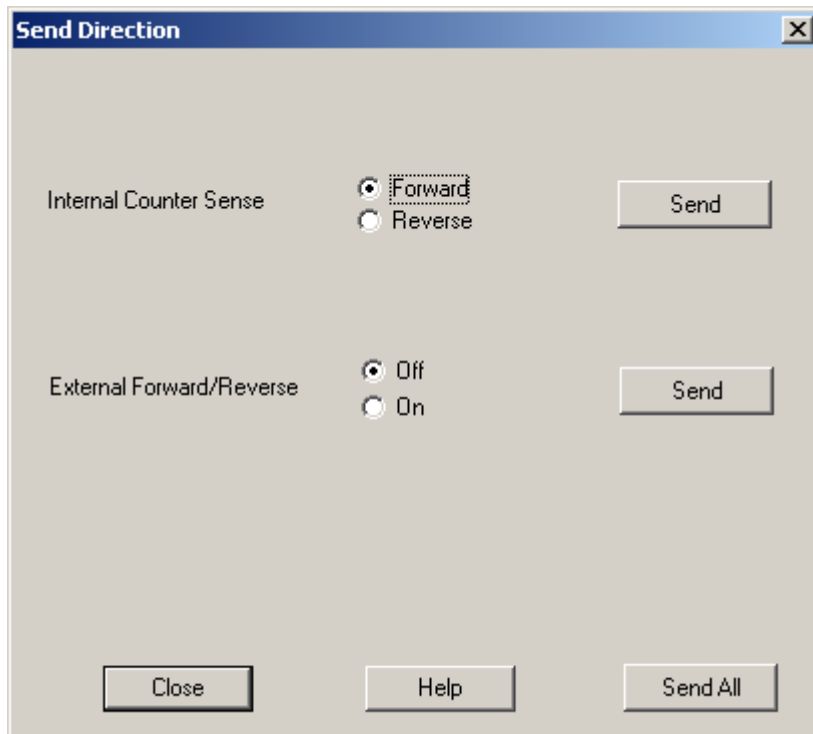 Send Direction
Internal Counter Sense
Forward
Reverse
Send
External Forward/Reverse
Off
On
Send
Close
Help
Send All